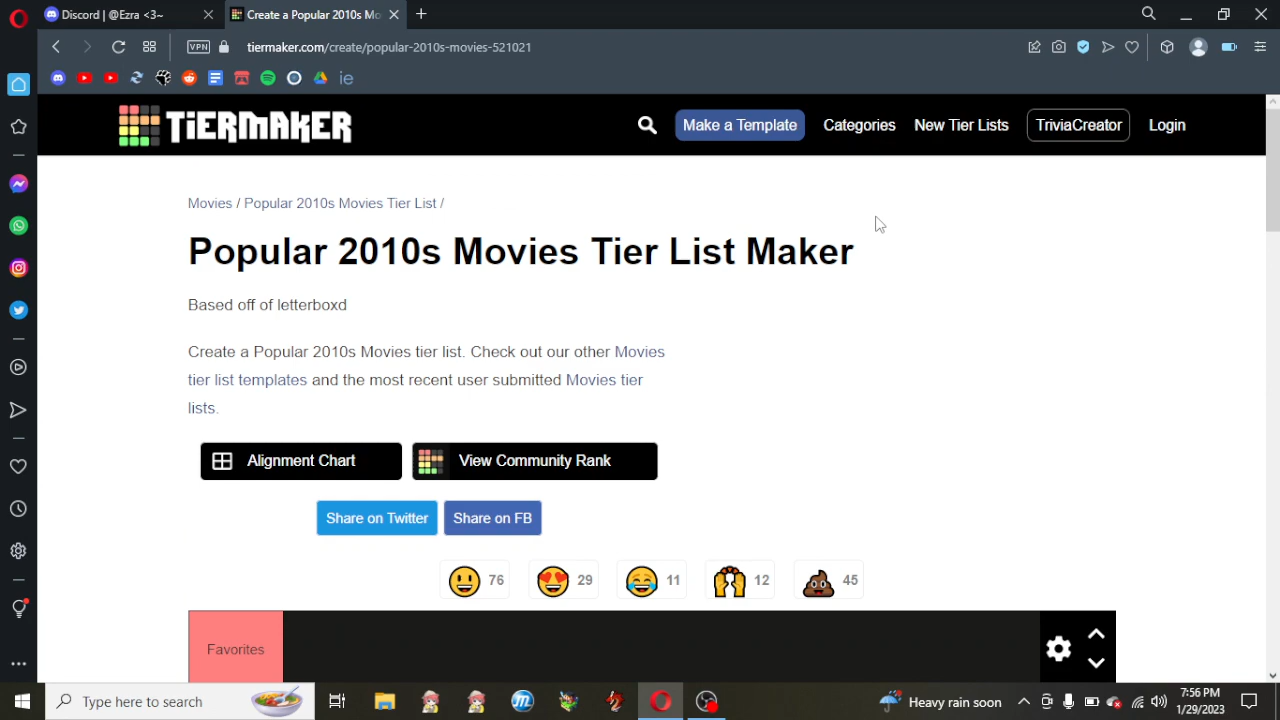 Discord | @Ezra <3~
Create a Popular 2010s Mo
VPN
tiermaker.com/create/popular-2010s-movies-521021
ie
TiERMAKER
Make a Template
Categories
New Tier Lists
TriviaCreator
Login
Movies / Popular 2010s Movies Tier List /
Popular 2010s Movies Tier List Maker
Based off of letterboxd
Create a Popular 2010s Movies tier list. Check out our other Movies
tier list templates and the most recent user submitted Movies tier
lists.
Alignment Chart
View Community Rank
Share on Twitter
Share on FB
76
29
11
12
45
Favorites
Type here to search
Heavy rain soon
7:56 PM
1/29/2023